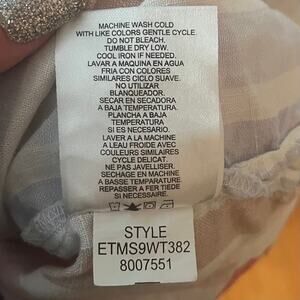 MACHINE WASH COLD
WITH LIKE COLORS GENTLE CYCLE.
DO NOT BLEACH.
TUMBLE DRY LOW.
COOL IRON IF NEEDED.
LAVAR A MAQUINA EN AGUA
FRIA CON COLORES
SIMILARES CICLO SUAVE.
NO UTILIZAR
BLANQUEADOR.
SECAR EN SECADORA
A BAJA TEMPERATURA.
PLANCHA A BAJA
TEMPERATURA
SI ES NECESARIO.
LAVER A LA MACHINE
A LEAU FROIDE AVEC
COULEURS SIMILAIRES
CYCLE DELICAT.
NE PAS JAVELLISER.
SECHAGE EN MACHINE
A BASSE TEMPARATURE.
REPASSER A FER TIEDE
SI NECESSAIRE.
STYLE
ETMS9WT382
8007551